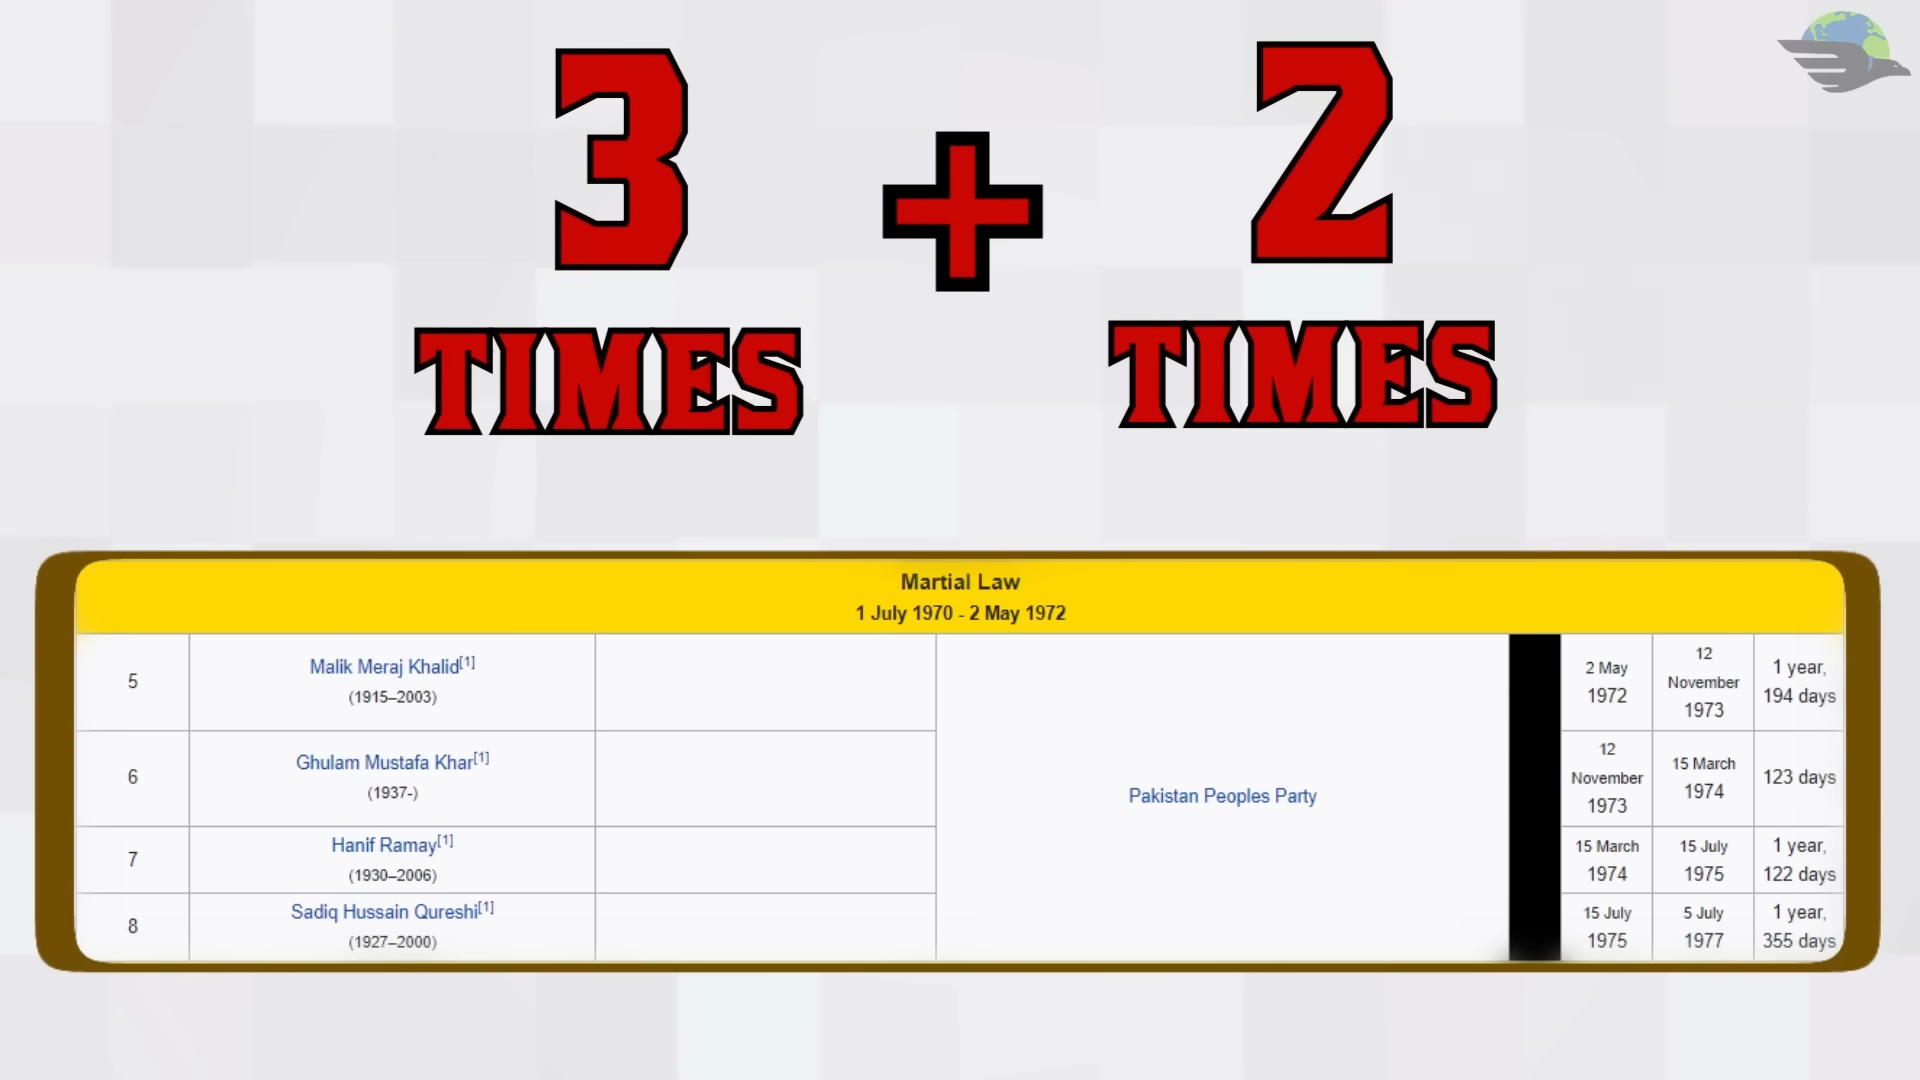 3 + 2
TIMES TIMES
Martial Law
1 July 1970 - 2 May 1972
5
Malik Meraj Khalid[1]
(1915–2003)
Pakistan Peoples Party
2 May
1972
12
November
1973
1 year,
194 days
6
Ghulam Mustafa Khar[1]
(1937-)
12
November
1973
15 March
1974
123 days
7
Hanif Ramay[1]
(1930–2006)
15 March
1974
15 July
1975
1 year,
122 days
8
Sadiq Hussain Qureshi[1]
(1927–2000)
15 July
1975
5 July
1977
1 year,
355 days